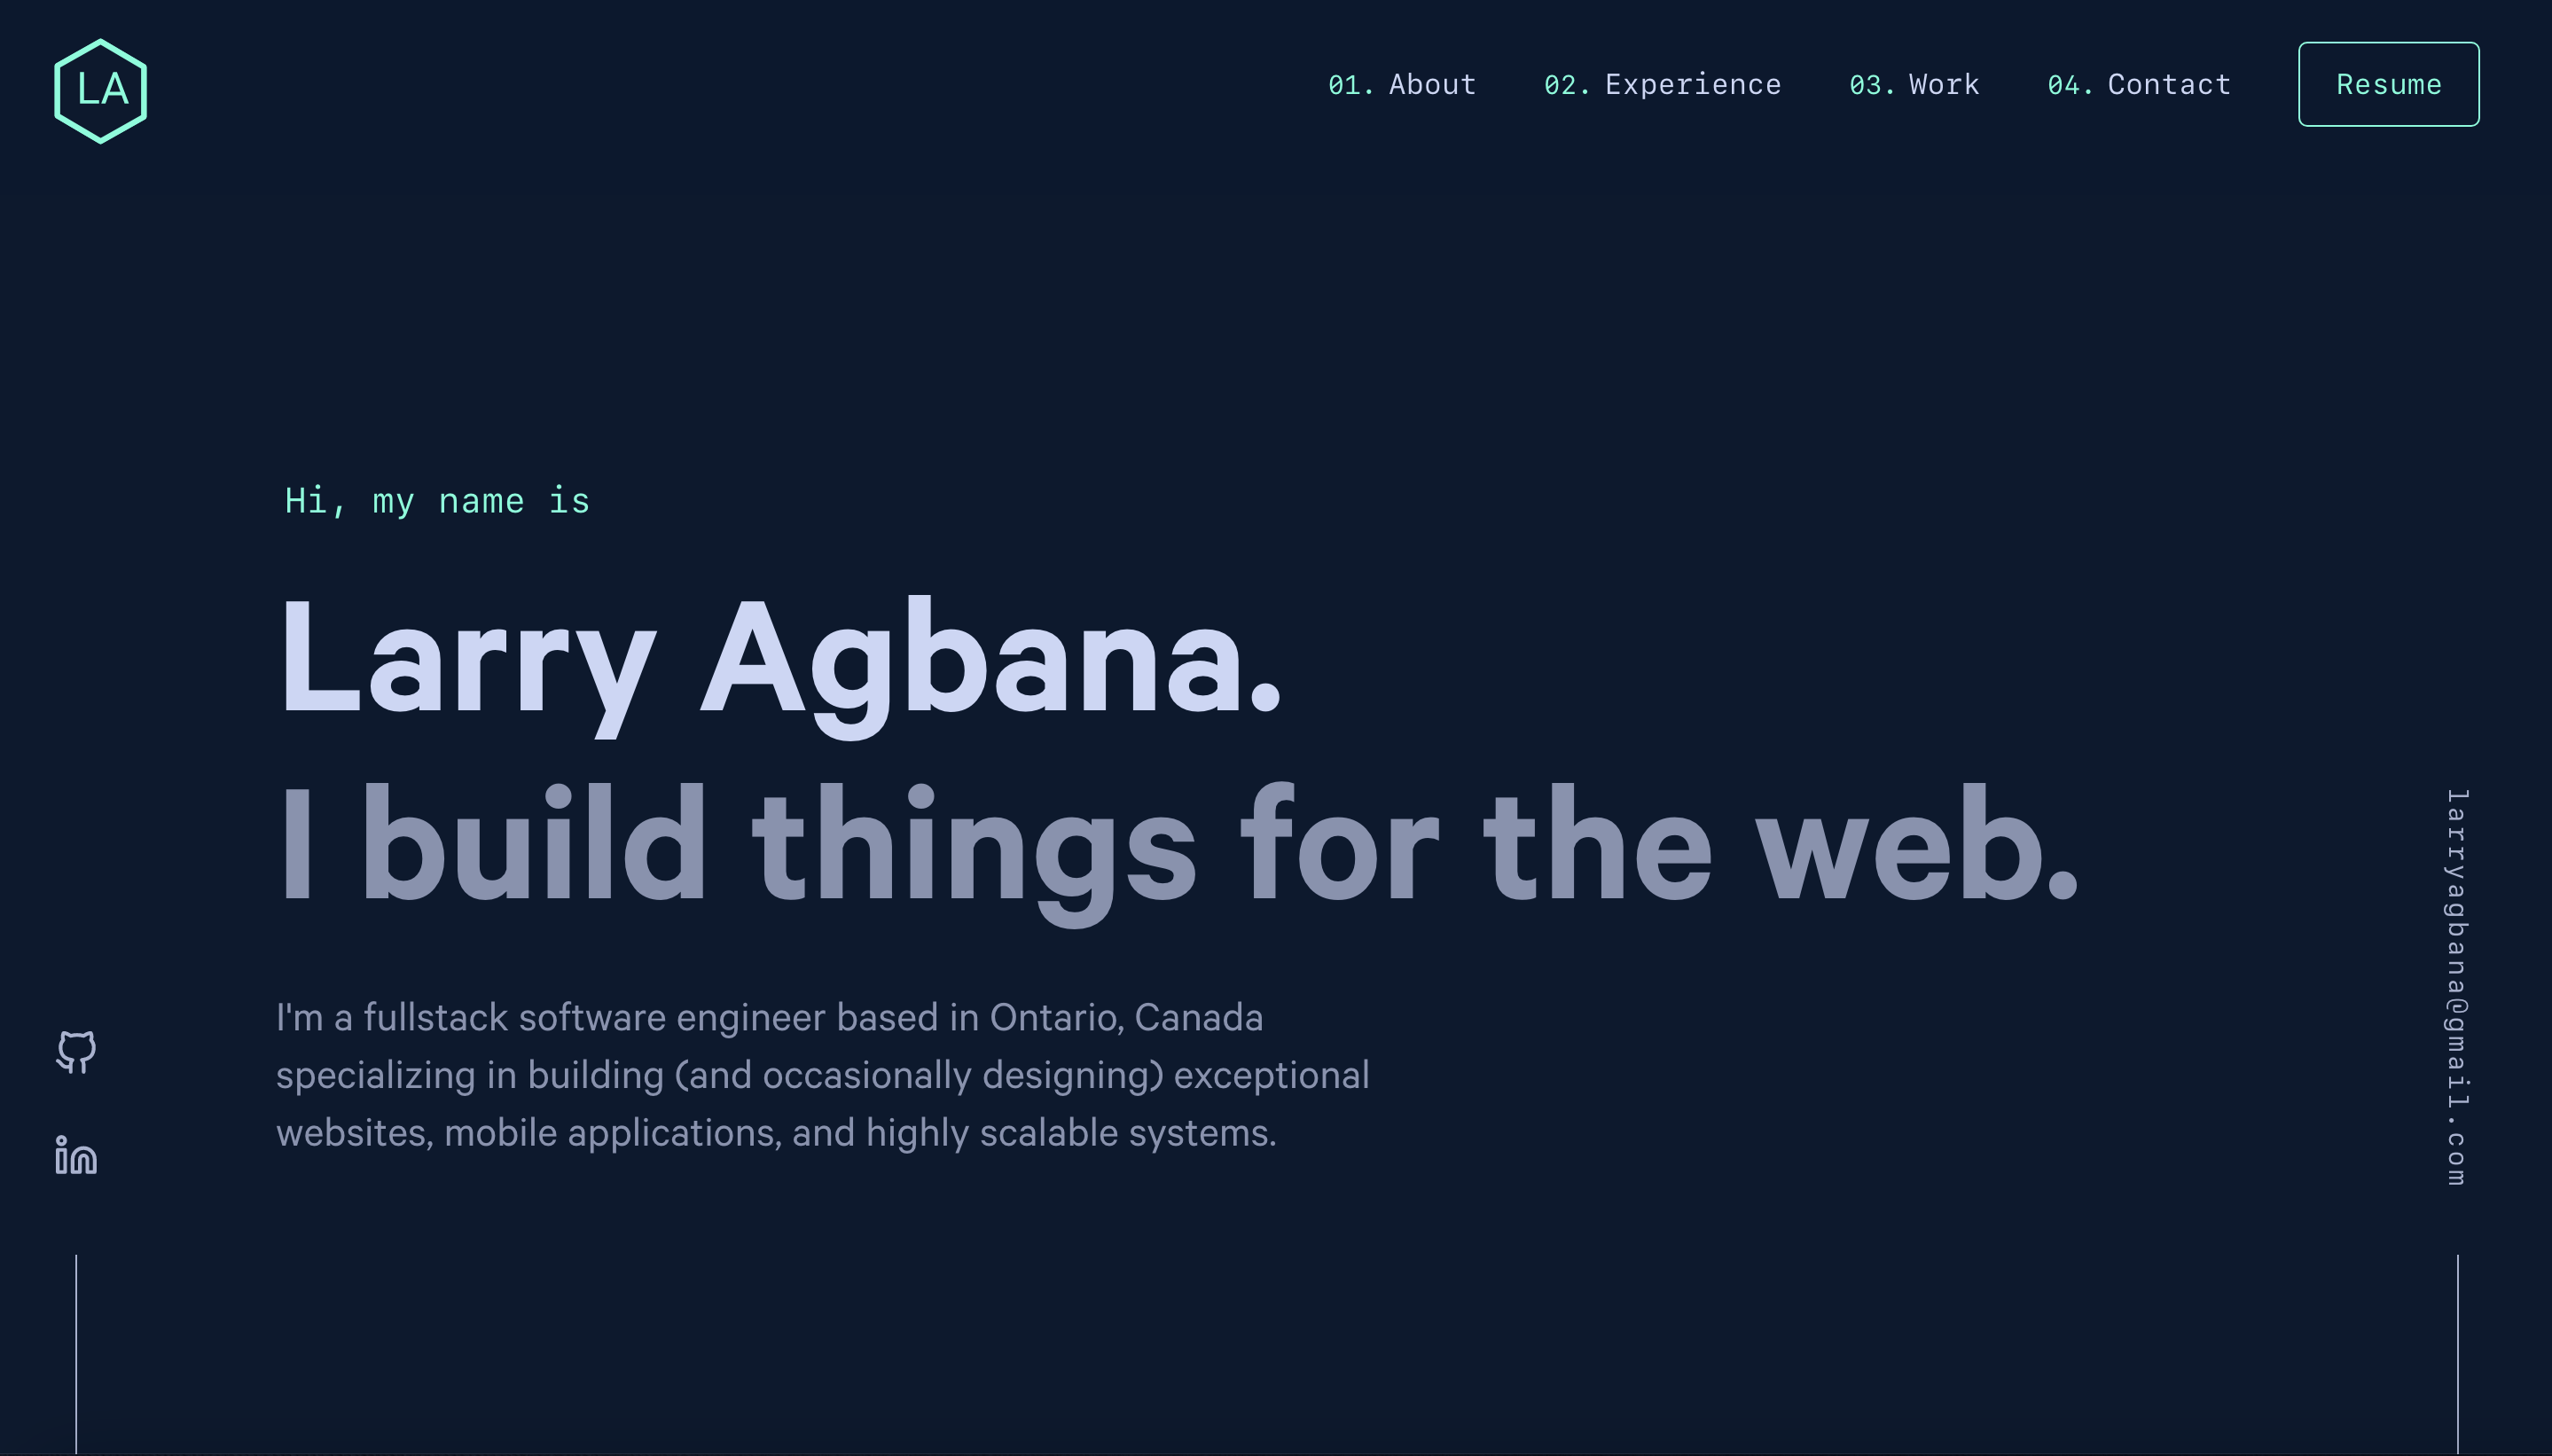 LA
01. About 02. Experience 03. Work 04. Contact Resume
Hi, my name is
Larry Agbana.
I build things for the web.
I'm a fullstack software engineer based in Ontario, Canada
specializing in building (and occasionally designing) exceptional
websites, mobile applications, and highly scalable systems.
in
larryagbana@gmail.com